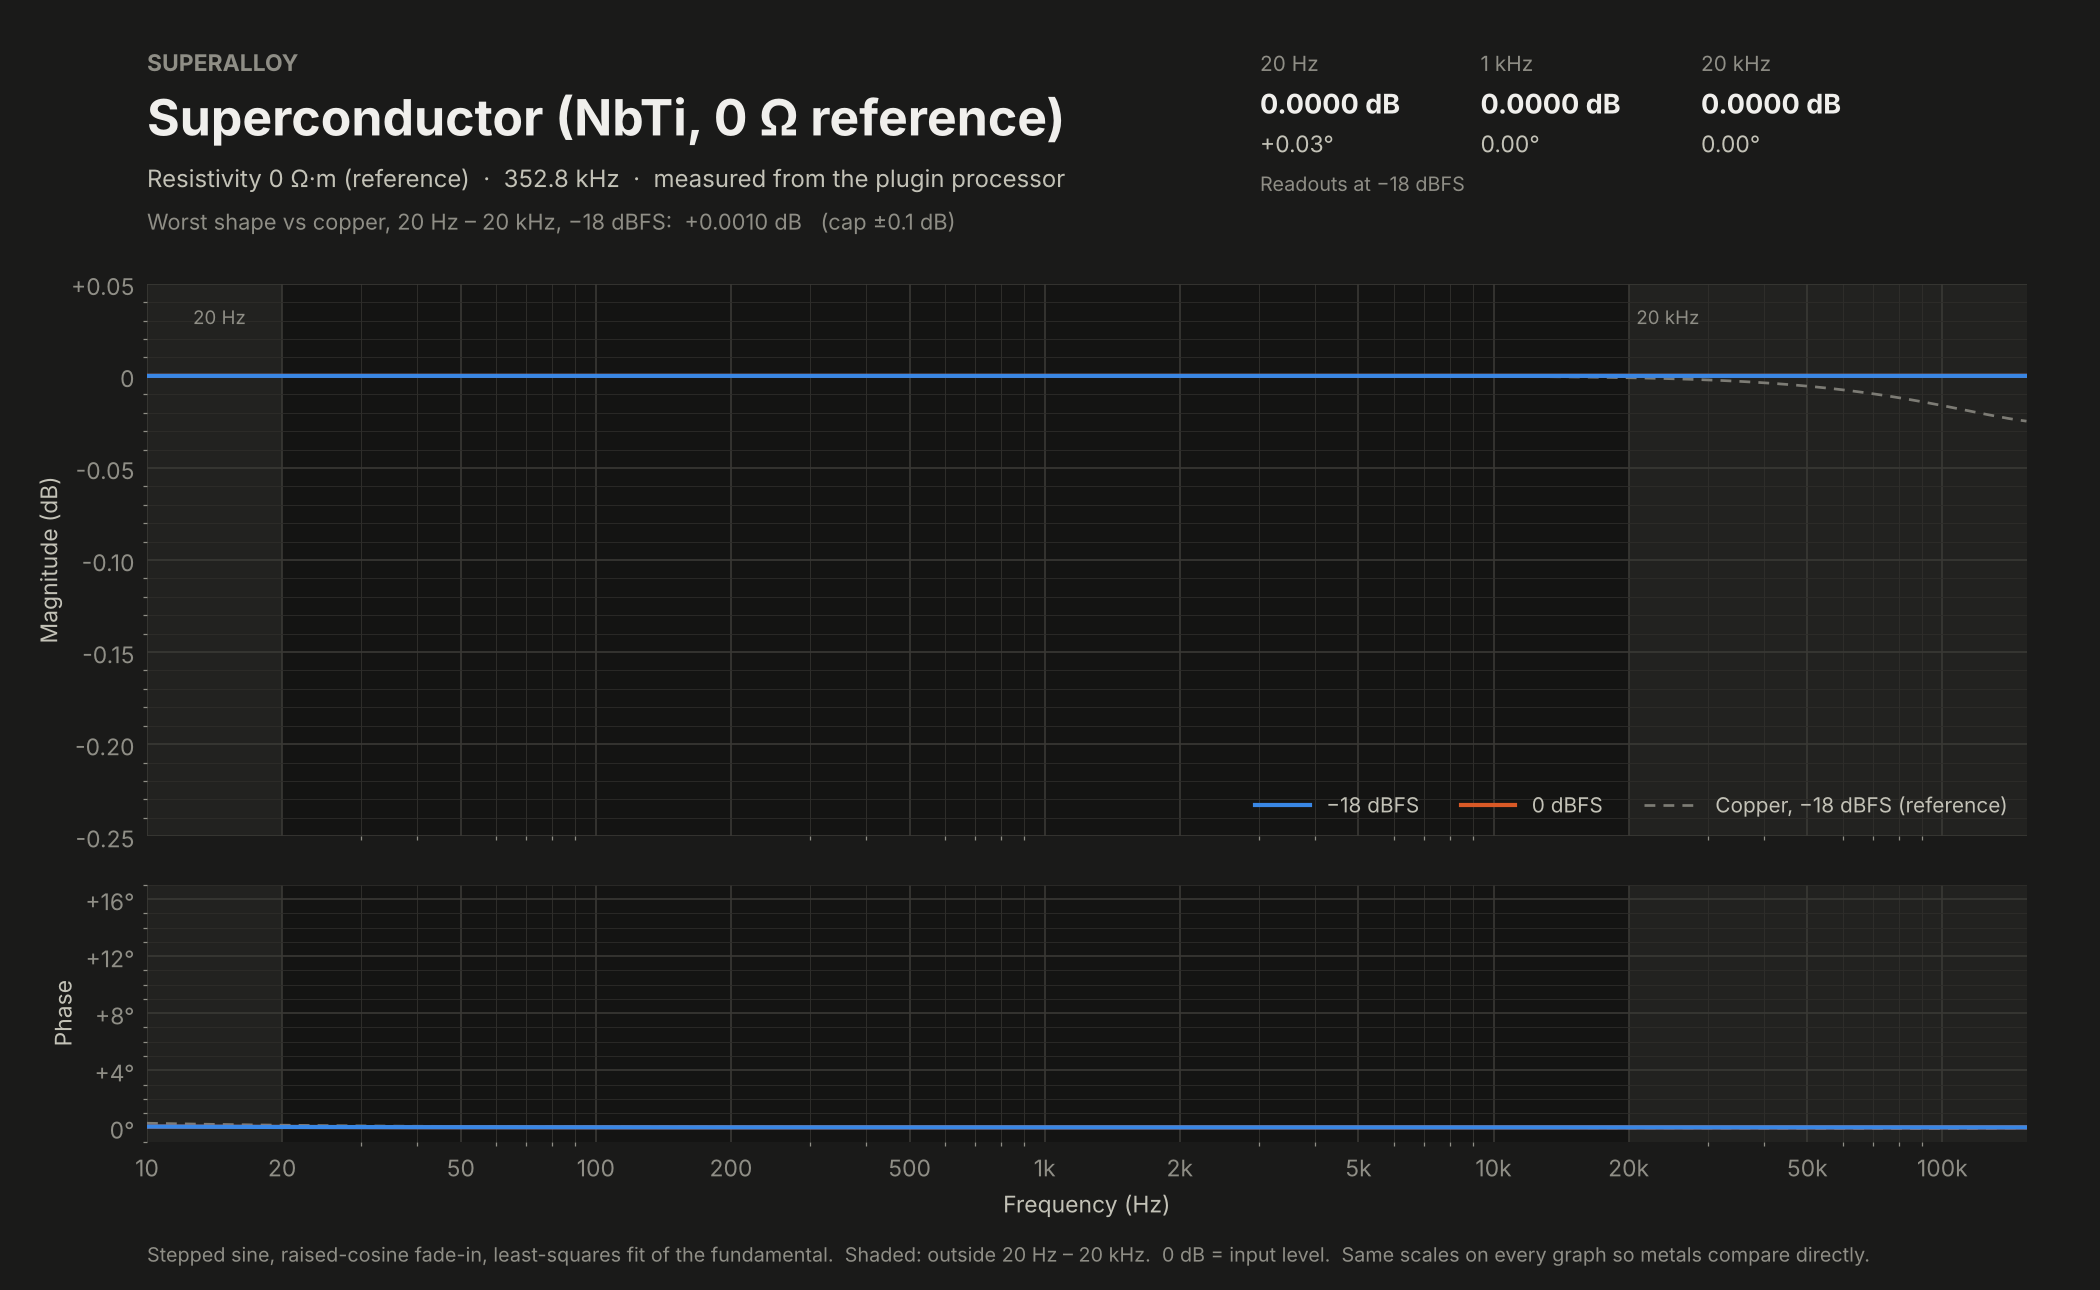 SUPERALLOY
Superconductor (NbTi, 0 Ω reference)
Resistivity 0 Ω·m (reference) · 352.8 kHz · measured from the plugin processor
Worst shape vs copper, 20 Hz – 20 kHz, −18 dBFS: +0.0010 dB (cap ±0.1 dB)
20 Hz 1 kHz 20 kHz
0.0000 dB 0.0000 dB 0.0000 dB
+0.03° 0.00° 0.00°
Readouts at −18 dBFS
+0.05
20 Hz 20 kHz
0
-0.05
-0.10
-0.15
-0.20
-0.25
Magnitude (dB)
−18 dBFS 0 dBFS Copper, −18 dBFS (reference)
+16°
+12°
+8°
+4°
0°
Phase
10 20 50 100 200 500 1k 2k 5k 10k 20k 50k 100k
Frequency (Hz)
Stepped sine, raised-cosine fade-in, least-squares fit of the fundamental. Shaded: outside 20 Hz – 20 kHz. 0 dB = input level. Same scales on every graph so metals compare directly.